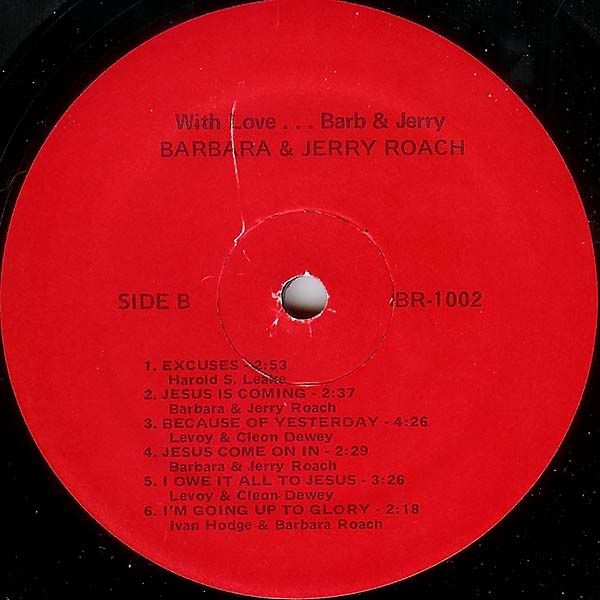 With Love . . . Barb & Jerry
BARBARA & JERRY ROACH
SIDE B
BR-1002
1. EXCUSES - 2:53
Harold S. Leake
2. JESUS IS COMING - 2:37
Barbara & Jerry Roach
3. BECAUSE OF YESTERDAY - 4:26
Levoy & Cleon Dewey
4. JESUS COME ON IN - 2:29
Barbara & Jerry Roach
5. I OWE IT ALL TO JESUS - 3:26
Levoy & Cleon Dewey
6. I'M GOING UP TO GLORY - 2:18
Ivan Hodge & Barbara Roach